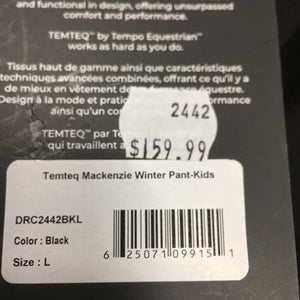 and functional in design, offering unsurpassed
comfort and performance.
TEMTEQ™ by Tempo Equestrian™
works as hard as you do.
Tissus haut de gamme ainsi que caractéristiques
techniques avancées combinées, offrant ce qu'il y a
de mieux en vêtement de performance équestre.
Design à la mode et pratique
ainsi qu'un
TEMTEQ™ par
qui travaillent
2442
$159.99
Temteq Mackenzie Winter Pant-Kids
DRC2442BKL
Color : Black
Size : L
6 25071 09915 1